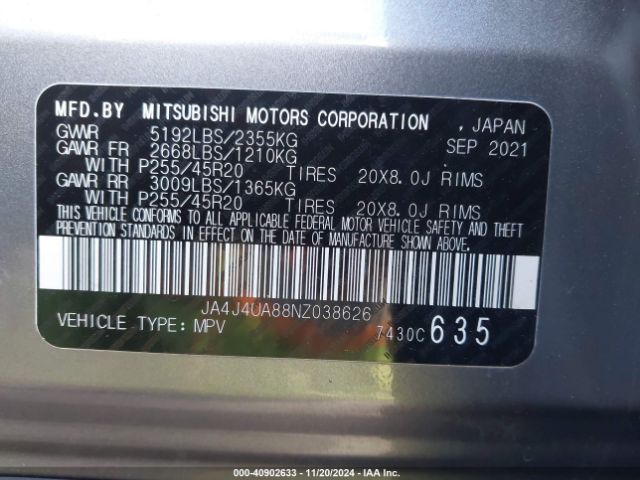 MFD.BY MITSUBISHI MOTORS CORPORATION , JAPAN
GVWR 5192LBS/2355KG SEP 2021
GAWR FR 2668LBS/1210KG
WITH P255/45R20 TIRES 20X8.0J RIMS
GAWR RR 3009LBS/1365KG
WITH P255/45R20 TIRES 20X8.0J RIMS
THIS VEHICLE CONFORMS TO ALL APPLICABLE FEDERAL MOTOR VEHICLE SAFETY AND THEFT
PREVENTION STANDARDS IN EFFECT ON THE DATE OF MANUFACTURE SHOWN ABOVE.
JA4J4UA88NZ038626
VEHICLE TYPE: MPV 7430C 635
000-40902633 - 11/20/2024 - IAA Inc.